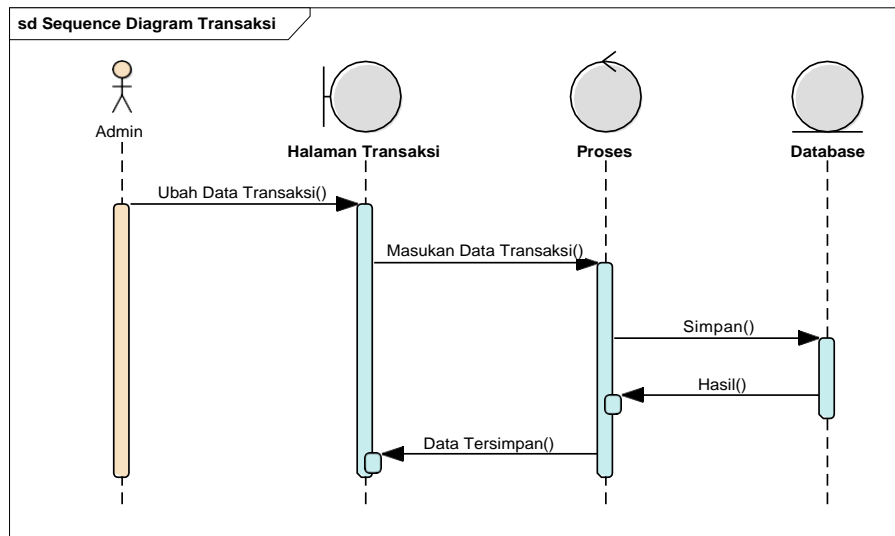 sd Sequence Diagram Transaksi
Admin
Halaman Transaksi
Proses
Database
Ubah Data Transaksi()
Masukan Data Transaksi()
Simpan()
Hasil()
Data Tersimpan()